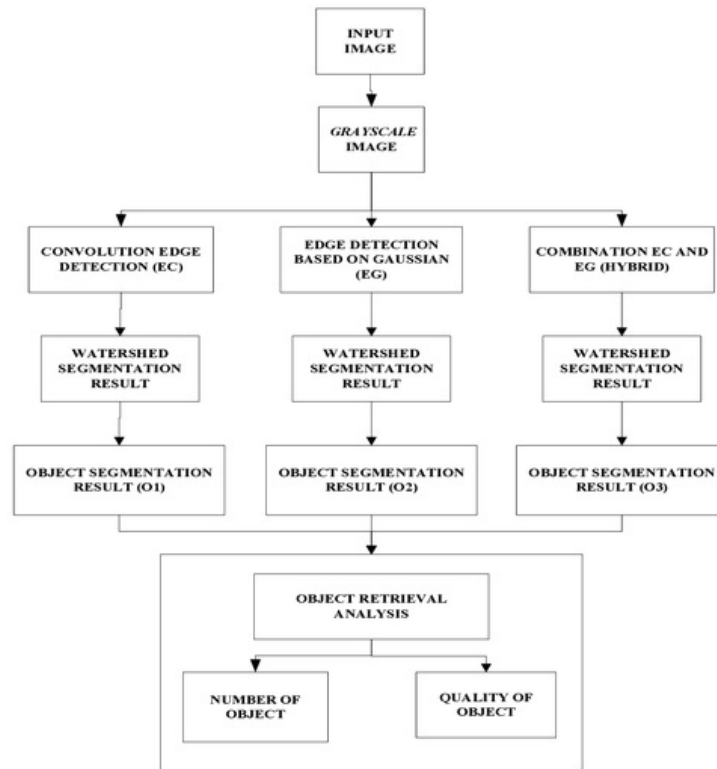 INPUT
IMAGE
GRAYSCALE
IMAGE
CONVOLUTION EDGE
DETECTION (EC)
EDGE DETECTION
BASED ON GAUSSIAN
(EG)
COMBINATION EC AND
EG (HYBRID)
WATERSHED
SEGMENTATION
RESULT
WATERSHED
SEGMENTATION
RESULT
WATERSHED
SEGMENTATION
RESULT
OBJECT SEGMENTATION
RESULT (O1)
OBJECT SEGMENTATION
RESULT (O2)
OBJECT SEGMENTATION
RESULT (O3)
OBJECT RETRIEVAL
ANALYSIS
NUMBER OF
OBJECT
QUALITY OF
OBJECT